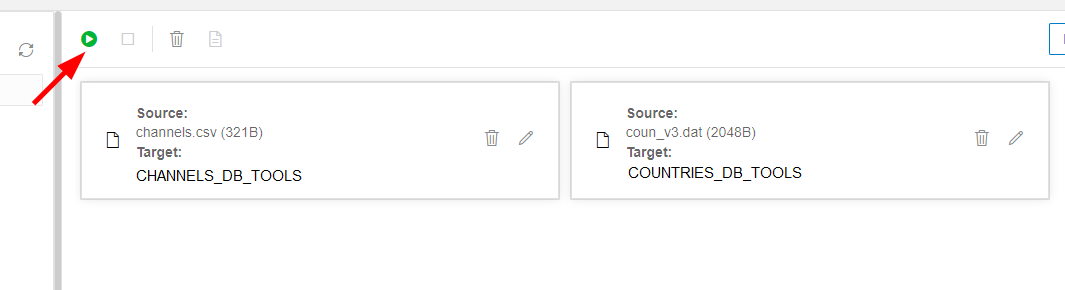 Source:
channels.csv (321B)
Target:
CHANNELS_DB_TOOLS
Source:
coun_v3.dat (2048B)
Target:
COUNTRIES_DB_TOOLS